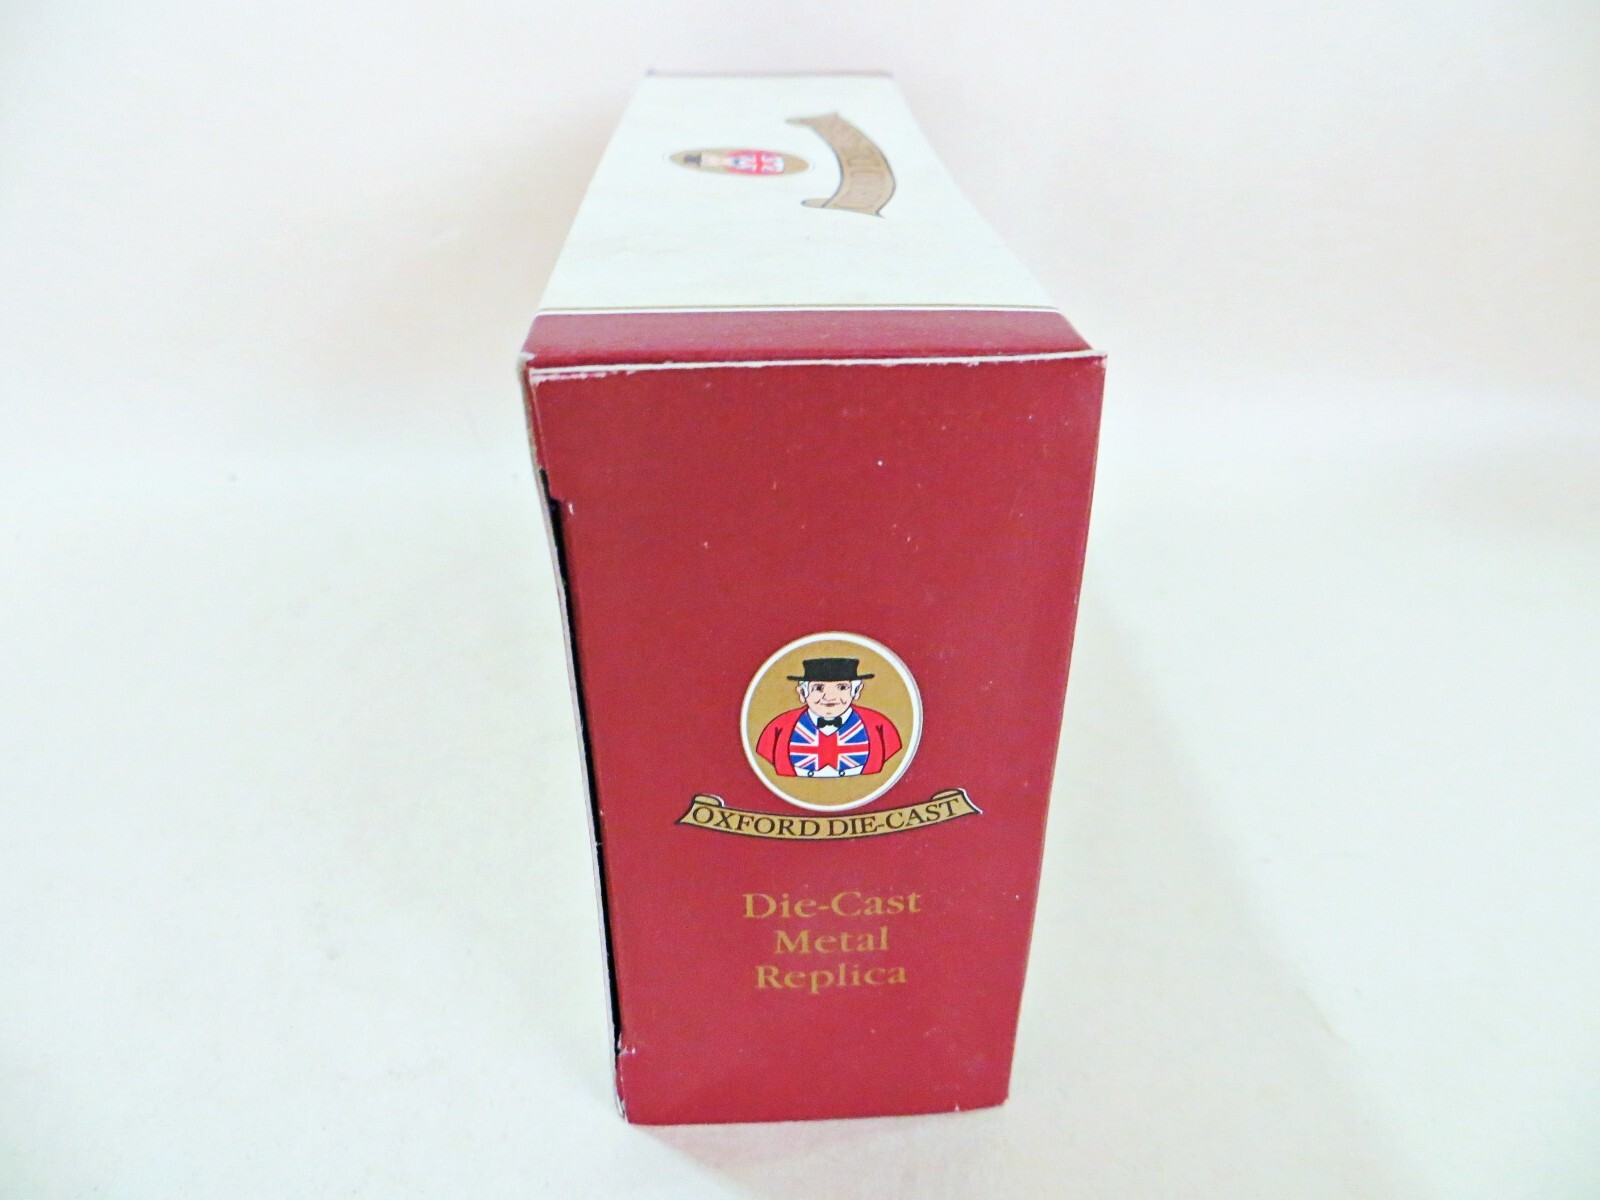 OXFORD DIE-CAST
Die-Cast
Metal
Replica